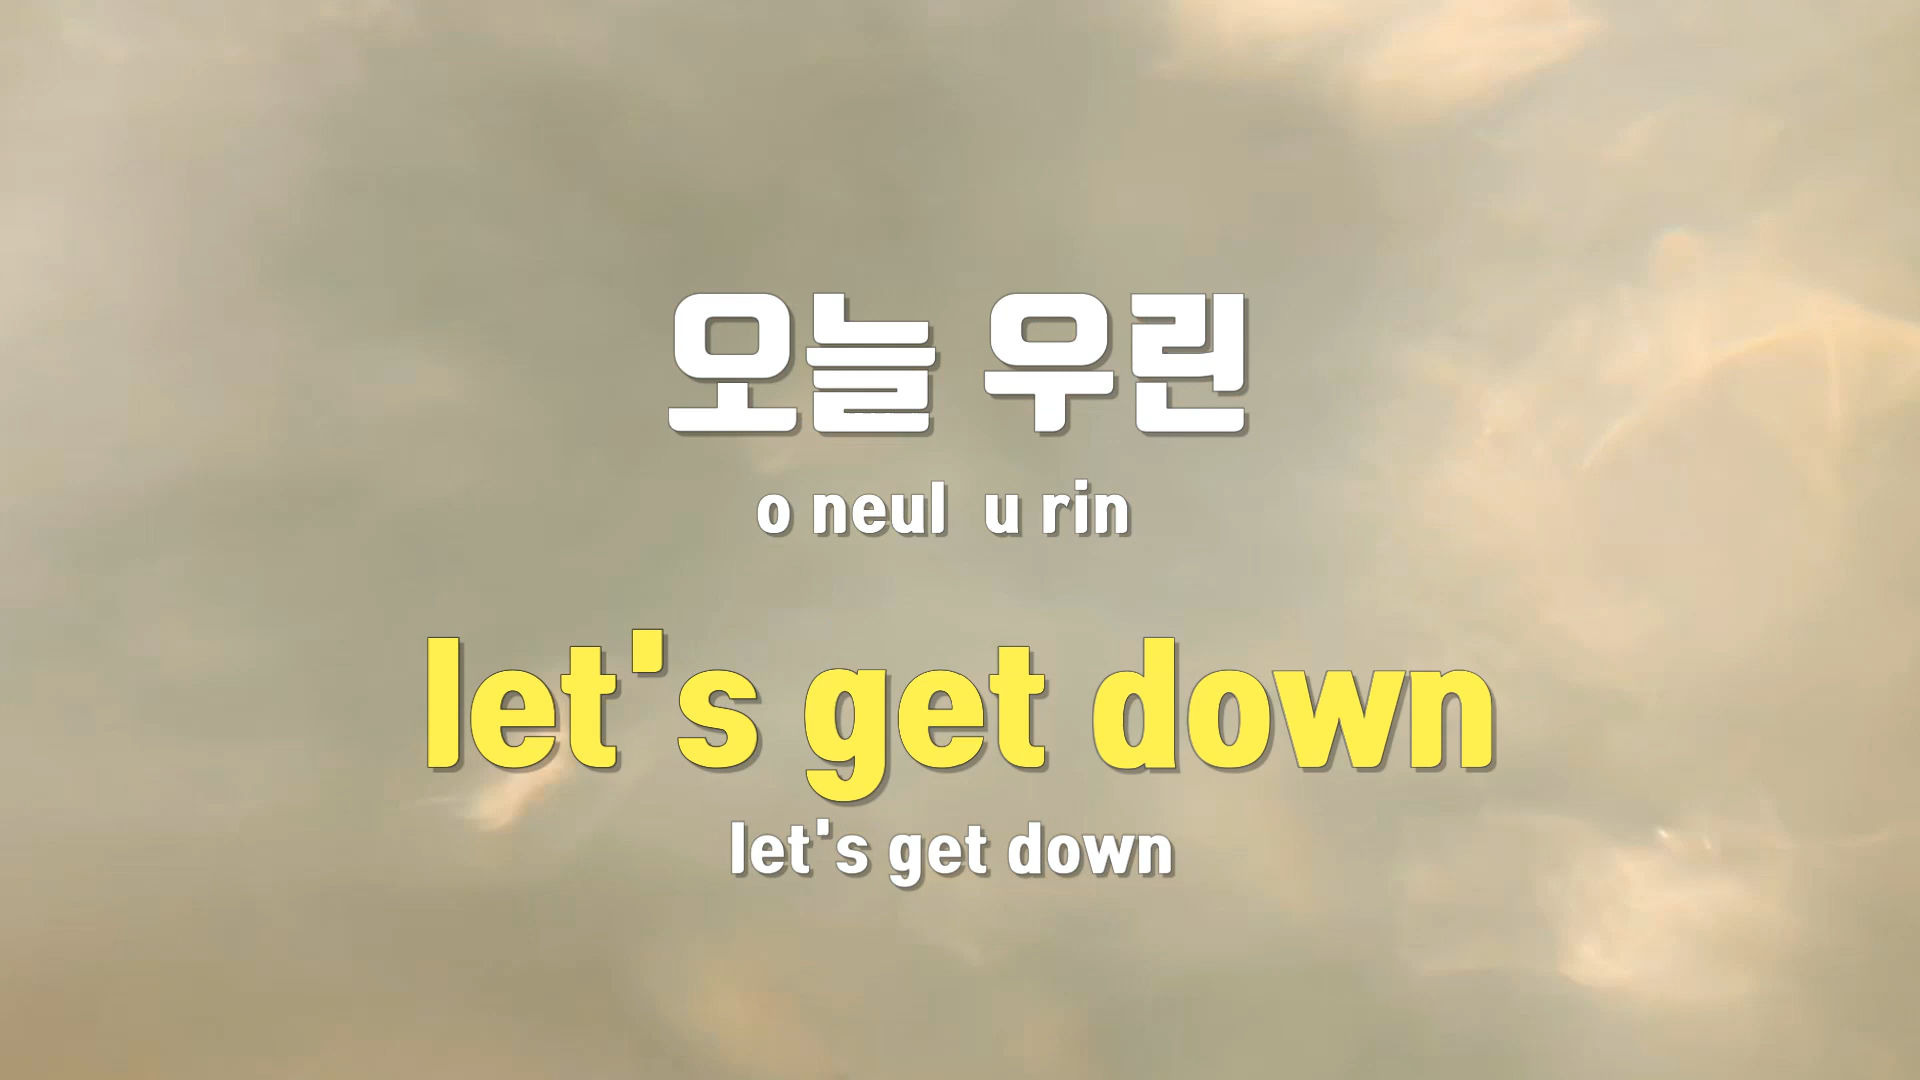 오늘 우린
o neul u rin
let's get down
let's get down